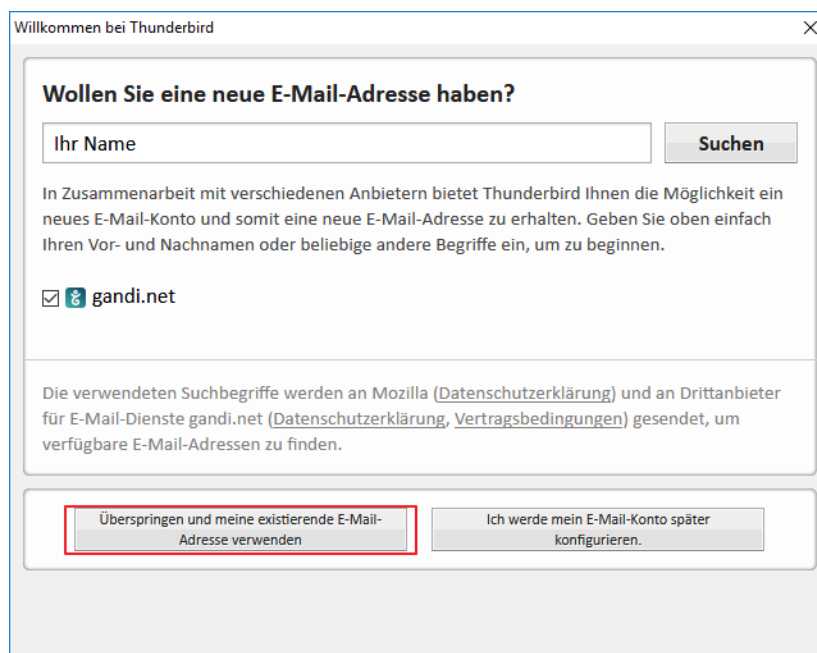 Willkommen bei Thunderbird
Wollen Sie eine neue E-Mail-Adresse haben?
Ihr Name
Suchen
In Zusammenarbeit mit verschiedenen Anbietern bietet Thunderbird Ihnen die Möglichkeit ein
neues E-Mail-Konto und somit eine neue E-Mail-Adresse zu erhalten. Geben Sie oben einfach
Ihren Vor- und Nachnamen oder beliebige andere Begriffe ein, um zu beginnen.
gandi.net
Die verwendeten Suchbegriffe werden an Mozilla (Datenschutzerklärung) und an Drittanbieter
für E-Mail-Dienste gandi.net (Datenschutzerklärung, Vertragsbedingungen) gesendet, um
verfügbare E-Mail-Adressen zu finden.
Überspringen und meine existierende E-Mail-
Adresse verwenden
Ich werde mein E-Mail-Konto später
konfigurieren.